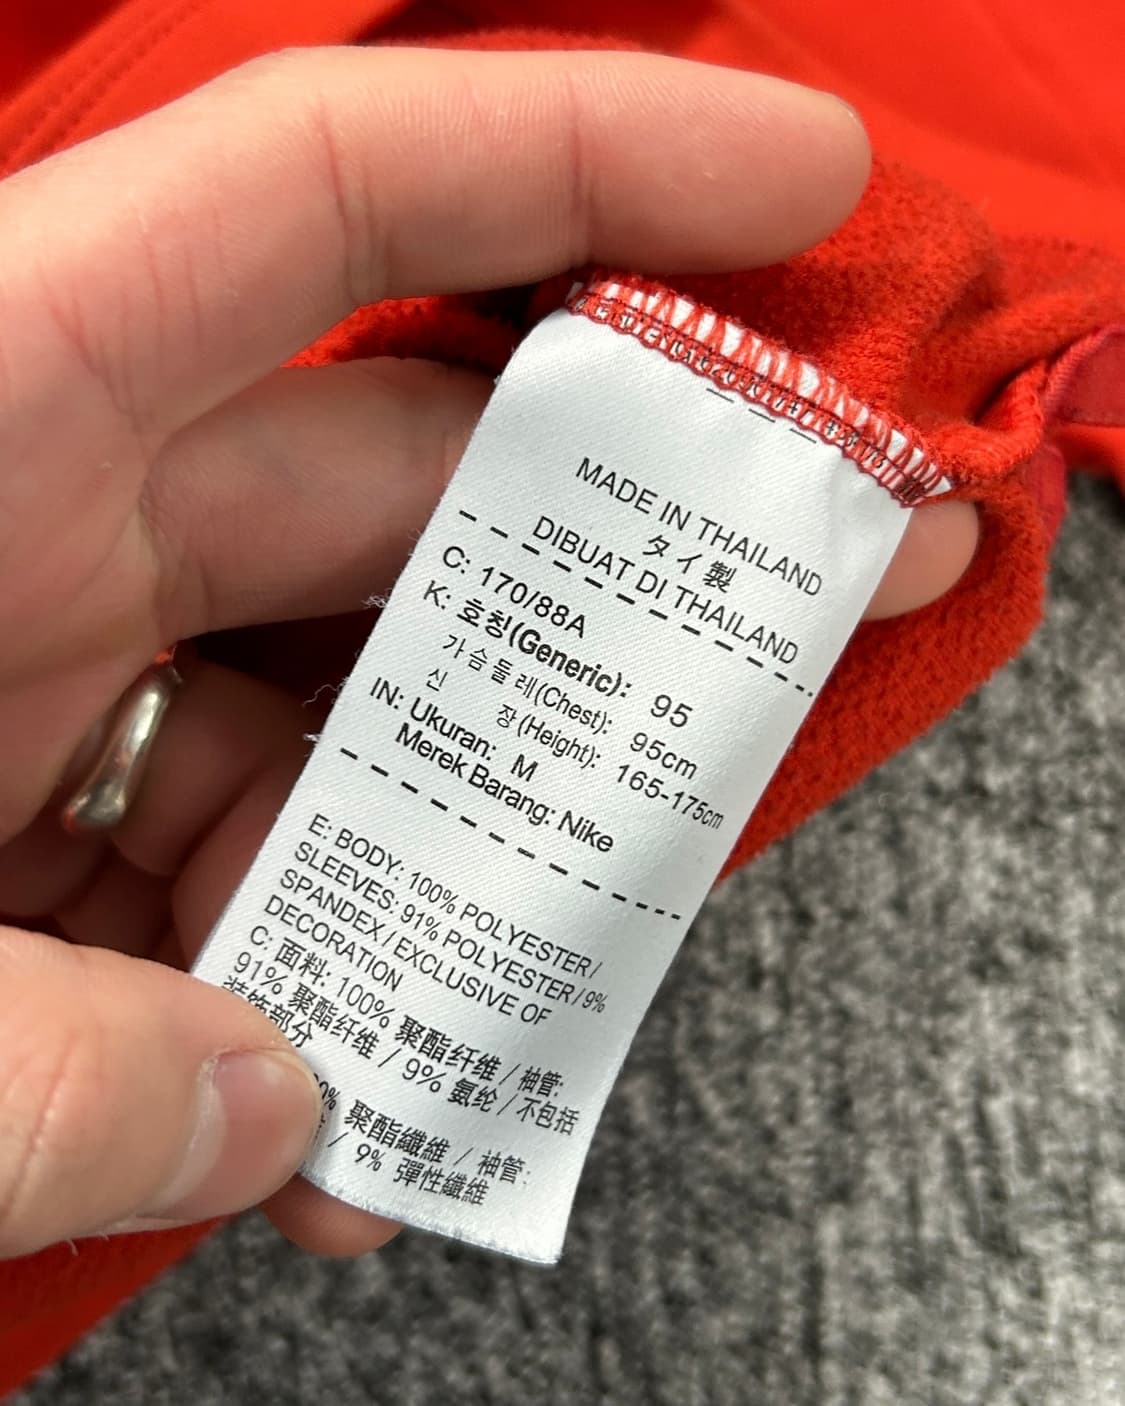 MADE IN THAILAND
タイ製
DIBUAT DI THAILAND
C: 170/88A
K: 호칭(Generic): 95
가슴둘레(Chest): 95cm
신 장(Height): 165-175cm
IN: Ukuran: M
Merek Barang: Nike
E: BODY: 100% POLYESTER/
SLEEVES: 91% POLYESTER/9%
SPANDEX/EXCLUSIVE OF
DECORATION
C: 面料: 100% 聚酯纤维/袖管:
91% 聚酯纤维/9% 氨纶/不包括
装饰部分
聚酯纖維/袖管:
/9% 彈性纖維